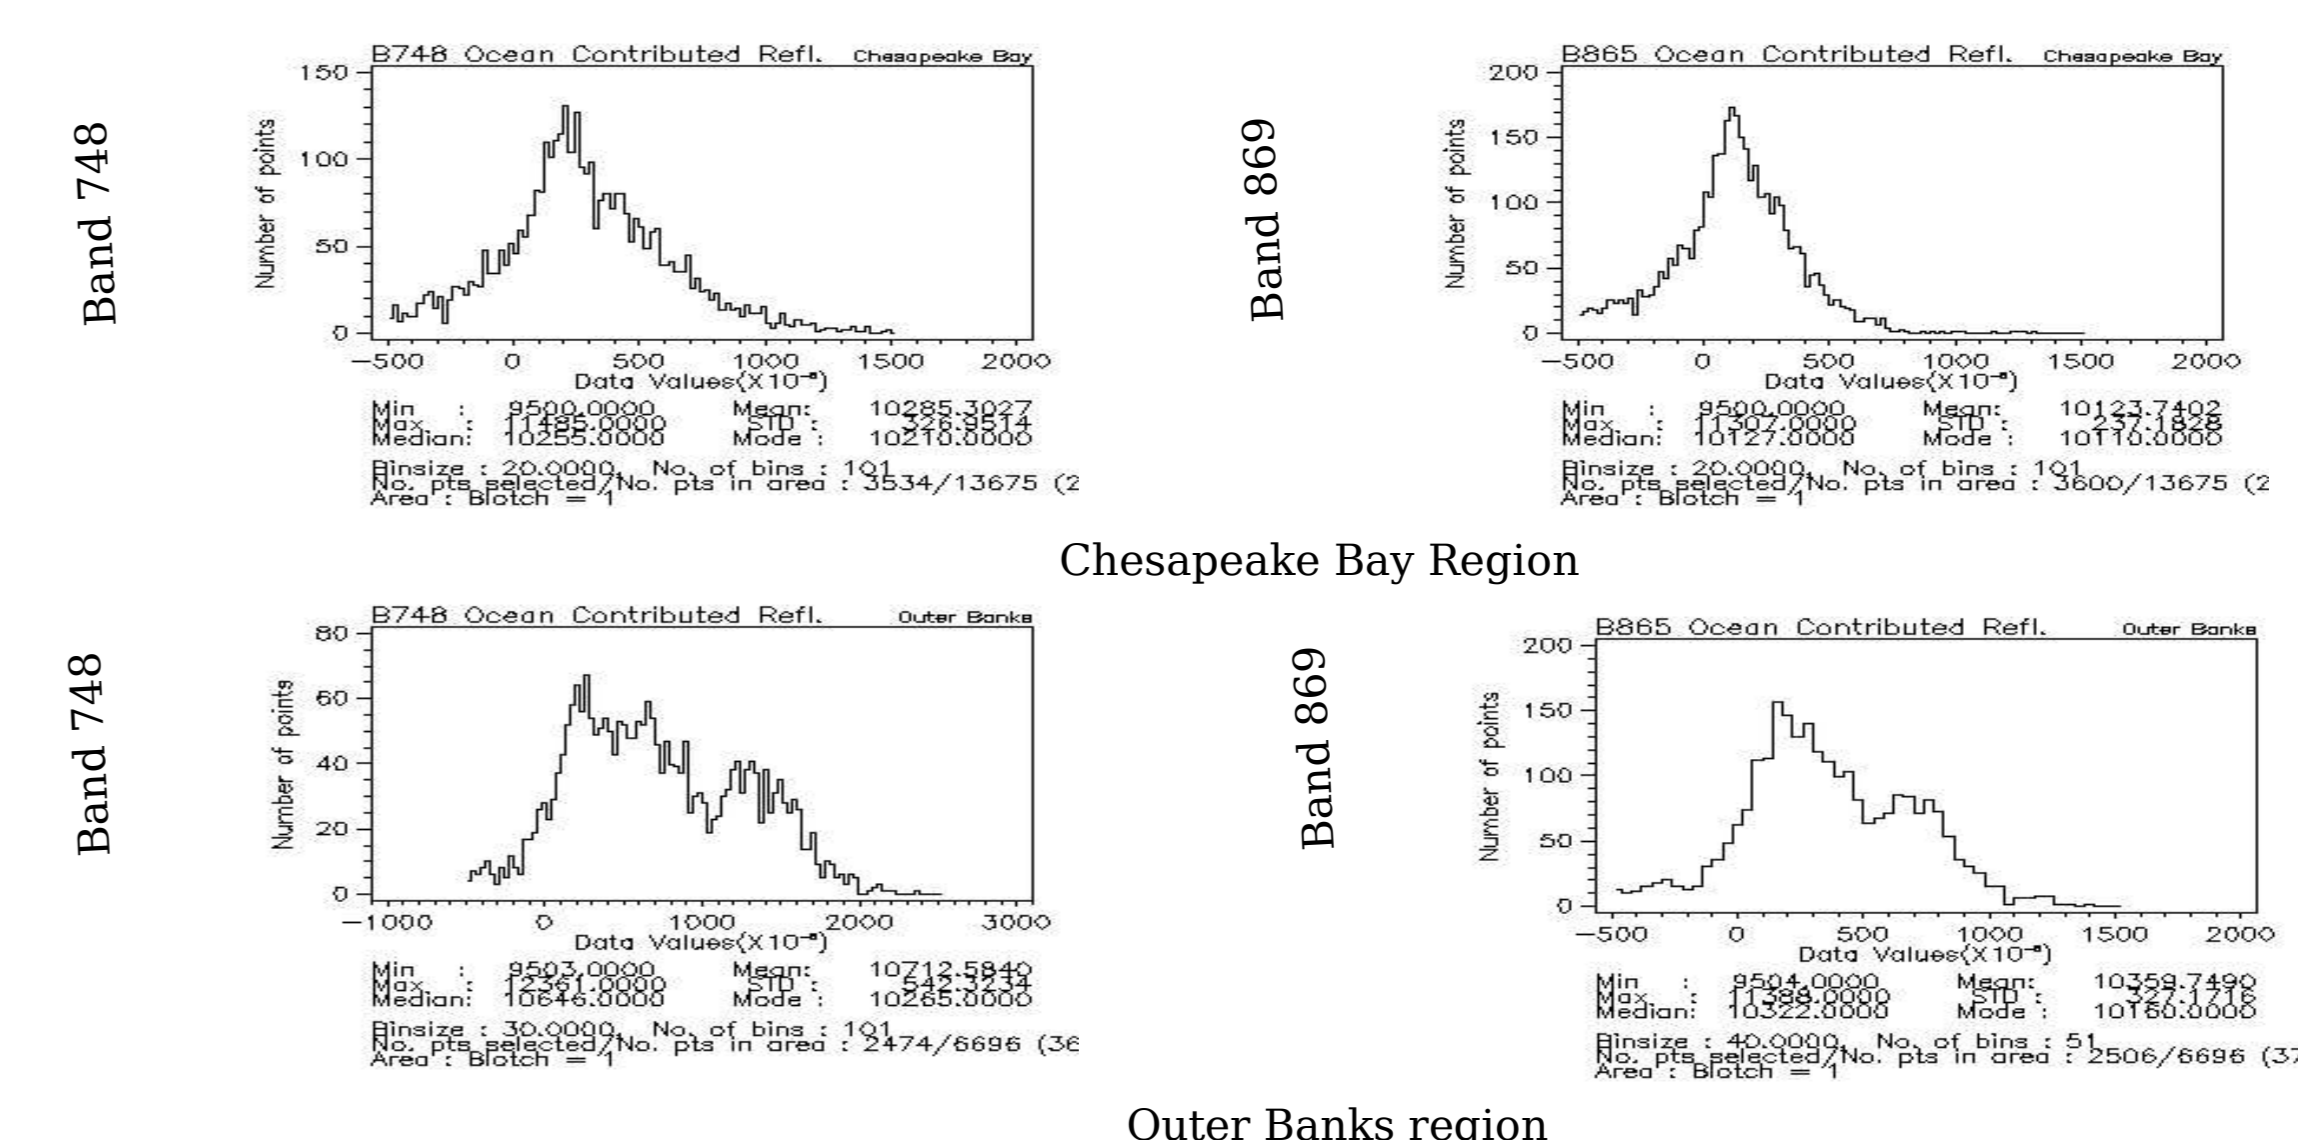 B748 Ocean Contributed Refl. Chesapeake Bay
Band 748
Number of points
150
100
50
0
-500 0 500 1000 1500 2000
Data Values(X10⁻⁶)
Min : 9500.0000 Mean: 10285.3027
Max : 11485.0000 STD : 326.9514
Median: 10255.0000 Mode : 10210.0000
Binsize : 20.0000, No. of bins : 101
No. pts selected/No. pts in area : 3534/13675 (2
Area : Blotch = 1
B865 Ocean Contributed Refl. Chesapeake Bay
Band 869
Number of points
200
150
100
50
0
-500 0 500 1000 1500 2000
Data Values(X10⁻⁶)
Min : 9500.0000 Mean: 10123.7402
Max : 11307.0000 STD : 237.1828
Median: 10127.0000 Mode : 10110.0000
Binsize : 20.0000, No. of bins : 101
No. pts selected/No. pts in area : 3600/13675 (2
Area : Blotch = 1
Chesapeake Bay Region
B748 Ocean Contributed Refl. Outer Banks
Band 748
Number of points
80
60
40
20
0
-1000 0 1000 2000 3000
Data Values(X10⁻⁶)
Min : 9503.0000 Mean: 10712.5840
Max : 12361.0000 STD : 542.3234
Median: 10646.0000 Mode : 10265.0000
Binsize : 30.0000, No. of bins : 101
No. pts selected/No. pts in area : 2474/6696 (36
Area : Blotch = 1
B865 Ocean Contributed Refl. Outer Banks
Band 869
Number of points
200
150
100
50
0
-500 0 500 1000 1500 2000
Data Values(X10⁻⁶)
Min : 9504.0000 Mean: 10359.7490
Max : 11388.0000 STD : 327.1716
Median: 10322.0000 Mode : 10160.0000
Binsize : 40.0000, No. of bins : 51
No. pts selected/No. pts in area : 2506/6696 (37
Area : Blotch = 1
Outer Banks region